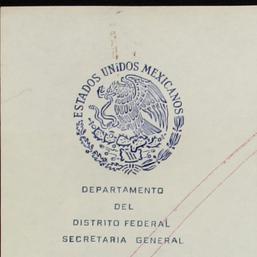 ESTADOS UNIDOS MEXICANOS
DEPARTAMENTO
DEL
DISTRITO FEDERAL
SECRETARIA GENERAL